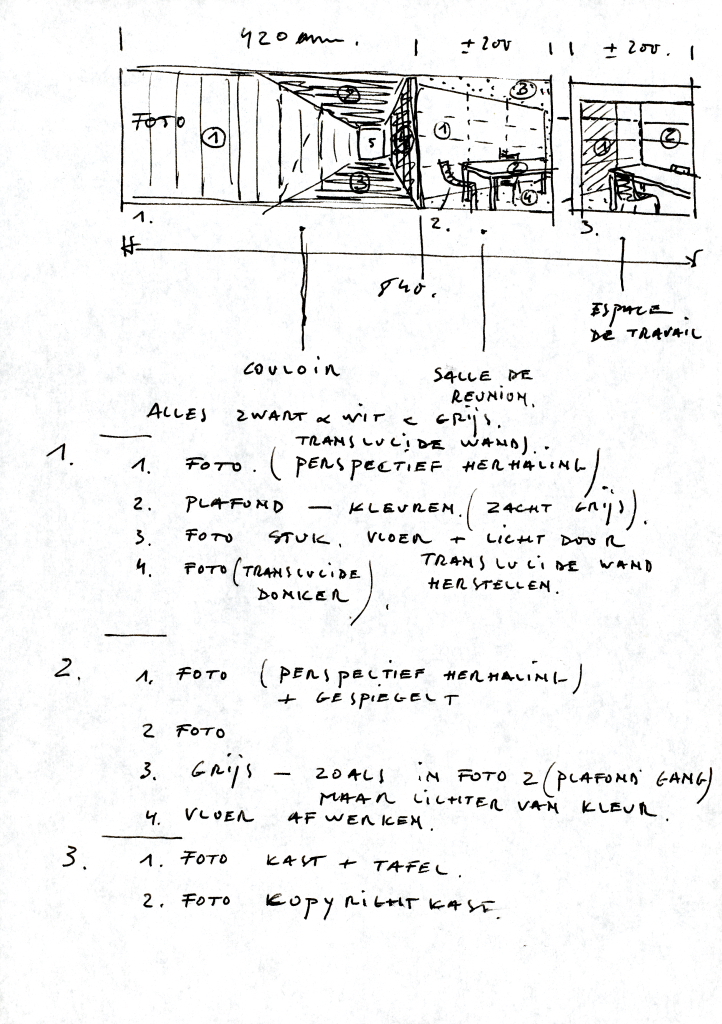 420 mm. ± 200 ± 200.
FOTO 1 2 3 4 5 1 2 3 4 1 2
1. 2. 3.
840.
COULOIR
SALLE DE
REUNION.
ESPACE
DE TRAVAIL
ALLES ZWART & WIT < GRIJS.
TRANSLUCIDE WAND).
1. 1. FOTO. (PERSPECTIEF HERHALING)
2. PLAFOND — KLEUREN. (ZACHT GRIJS).
3. FOTO STUK. VLOER + LICHT DOOR
TRANSLUCIDE WAND
HERSTELLEN.
4. FOTO (TRANSLUCIDE
DONKER).
2. 1. FOTO (PERSPECTIEF HERHALING)
+ GESPIEGELT
2 FOTO
3. GRIJS — ZOALS IN FOTO 2 (PLAFOND GANG)
MAAR LICHTER VAN KLEUR.
4. VLOER AFWERKEN.
3. 1. FOTO KAST + TAFEL.
2. FOTO KOPYRIGHT KAST.